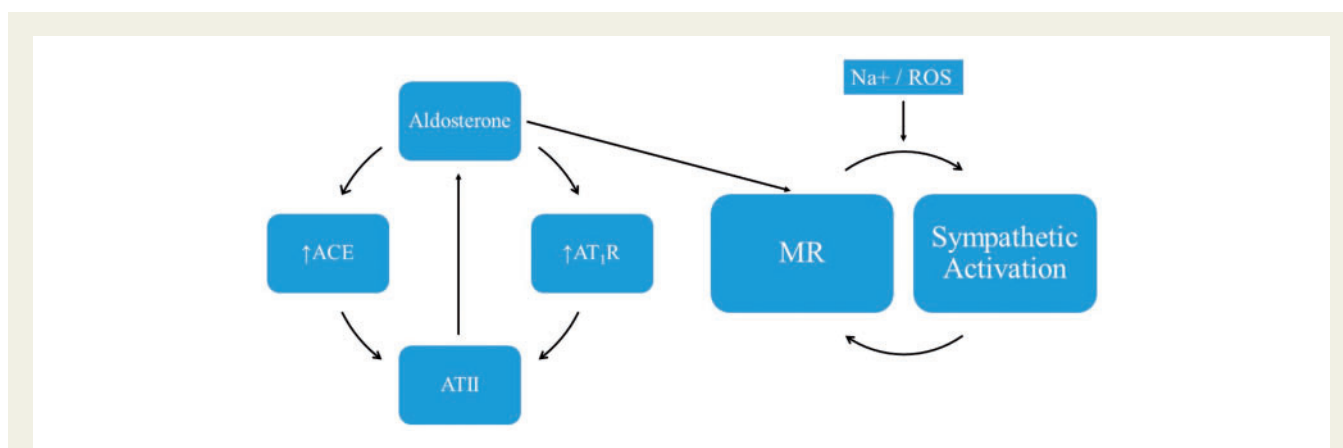 Na+ / ROS
Aldosterone
↑ACE
↑AT₁R
MR
Sympathetic
Activation
ATII